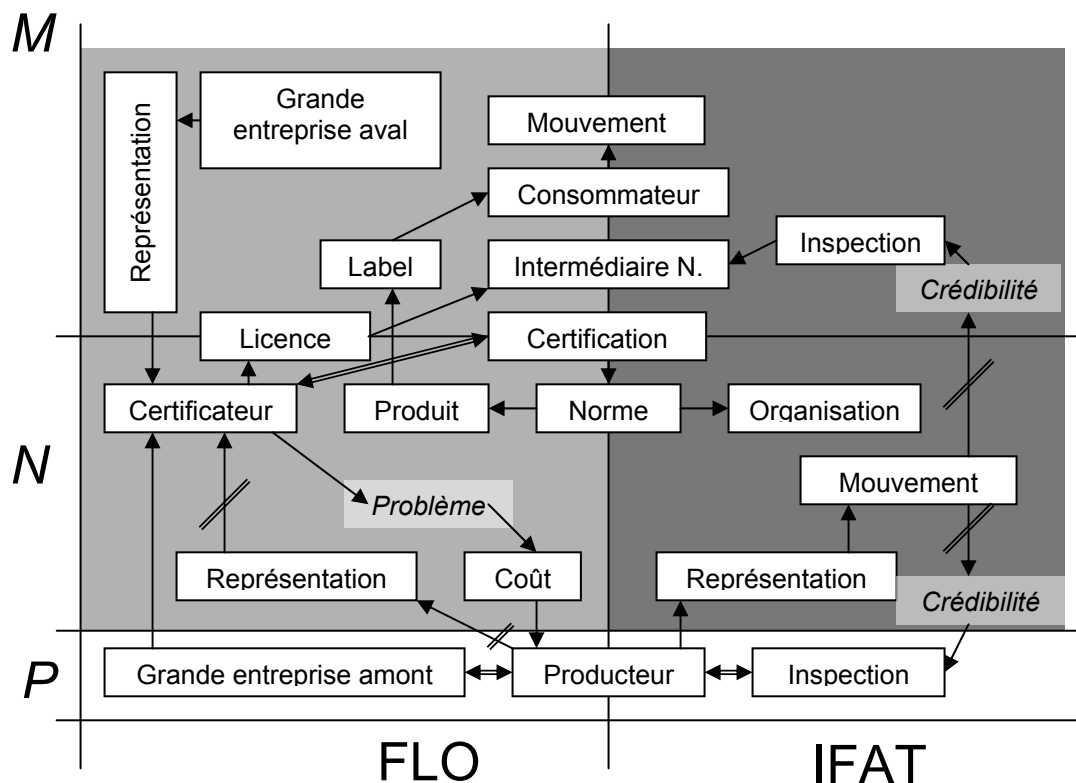 M
Grande
entreprise aval
Représentation
Mouvement
Consommateur
Inspection
Label
Intermédiaire N.
Crédibilité
Licence
Certification
Certificateur
Produit
Norme
Organisation
N
Mouvement
Problème
Représentation
Coût
Représentation
Crédibilité
P
Grande entreprise amont
Producteur
Inspection
FLO
IFAT